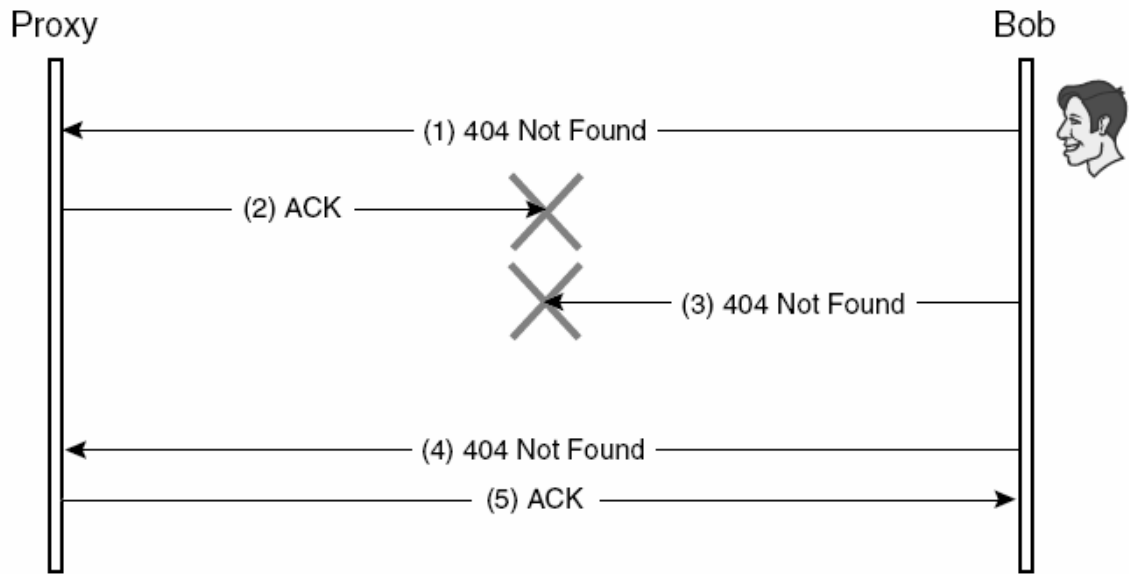 Proxy
Bob
(1) 404 Not Found
(2) ACK
(3) 404 Not Found
(4) 404 Not Found
(5) ACK